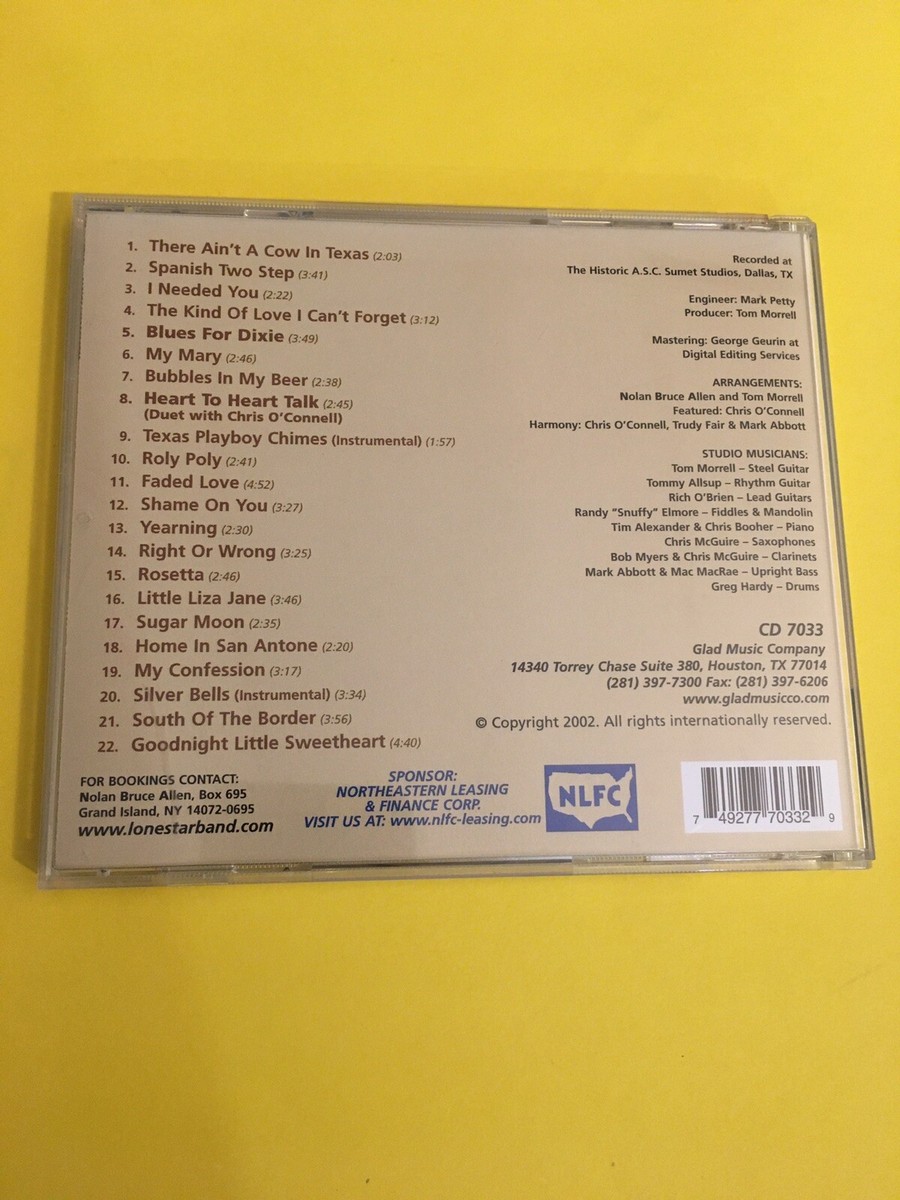 1. There Ain't A Cow In Texas (2:03)
2. Spanish Two Step (3:41)
3. I Needed You (2:22)
4. The Kind Of Love I Can't Forget (3:12)
5. Blues For Dixie (3:49)
6. My Mary (2:46)
7. Bubbles In My Beer (2:38)
8. Heart To Heart Talk (2:45)
(Duet with Chris O'Connell)
9. Texas Playboy Chimes (Instrumental) (1:57)
10. Roly Poly (2:41)
11. Faded Love (4:52)
12. Shame On You (3:27)
13. Yearning (2:30)
14. Right Or Wrong (3:25)
15. Rosetta (2:46)
16. Little Liza Jane (3:46)
17. Sugar Moon (2:35)
18. Home In San Antone (2:20)
19. My Confession (3:17)
20. Silver Bells (Instrumental) (3:34)
21. South Of The Border (3:56)
22. Goodnight Little Sweetheart (4:40)
Recorded at
The Historic A.S.C. Sumet Studios, Dallas, TX
Engineer: Mark Petty
Producer: Tom Morrell
Mastering: George Geurin at
Digital Editing Services
ARRANGEMENTS:
Nolan Bruce Allen and Tom Morrell
Featured: Chris O'Connell
Harmony: Chris O'Connell, Trudy Fair & Mark Abbott
STUDIO MUSICIANS:
Tom Morrell – Steel Guitar
Tommy Allsup – Rhythm Guitar
Rich O'Brien – Lead Guitars
Randy "Snuffy" Elmore – Fiddles & Mandolin
Tim Alexander & Chris Booher – Piano
Chris McGuire – Saxophones
Bob Myers & Chris McGuire – Clarinets
Mark Abbott & Mac MacRae – Upright Bass
Greg Hardy – Drums
CD 7033
Glad Music Company
14340 Torrey Chase Suite 380, Houston, TX 77014
(281) 397-7300 Fax: (281) 397-6206
www.gladmusicco.com
© Copyright 2002. All rights internationally reserved.
FOR BOOKINGS CONTACT:
Nolan Bruce Allen, Box 695
Grand Island, NY 14072-0695
www.lonestarband.com
SPONSOR:
NORTHEASTERN LEASING
& FINANCE CORP.
VISIT US AT: www.nlfc-leasing.com
NLFC
7 49277 70332 9